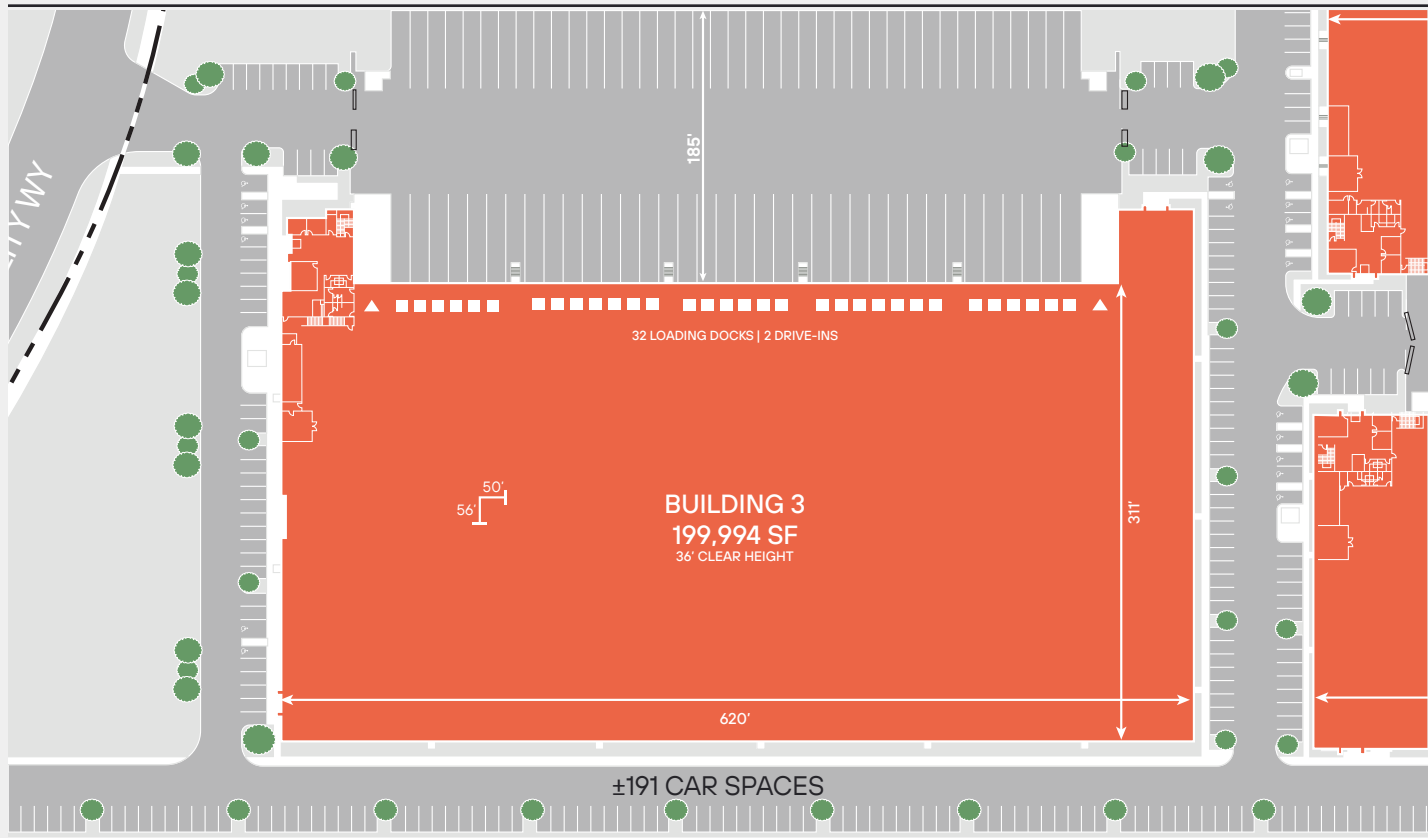 185'
32 LOADING DOCKS | 2 DRIVE-INS
50'
56'
BUILDING 3
199,994 SF
36' CLEAR HEIGHT
311'
620'
±191 CAR SPACES
WY